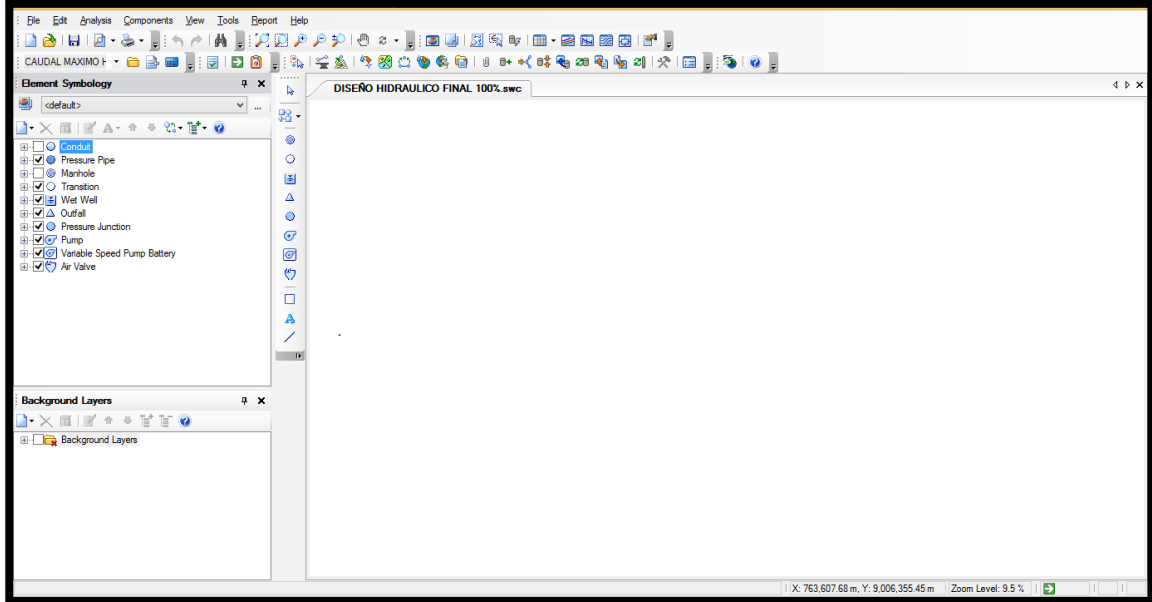 File Edit Analysis Components View Tools Report Help
CAUDAL MAXIMO H
Element Symbology
DISEÑO HIDRAULICO FINAL 100%.swc
<default>
...
Conduit
Pressure Pipe
Manhole
Transition
Wet Well
Outfall
Pressure Junction
Pump
Variable Speed Pump Battery
Air Valve
Background Layers
Background Layers
X: 763,607.68 m, Y: 9,006,355.45 m Zoom Level: 9.5 %